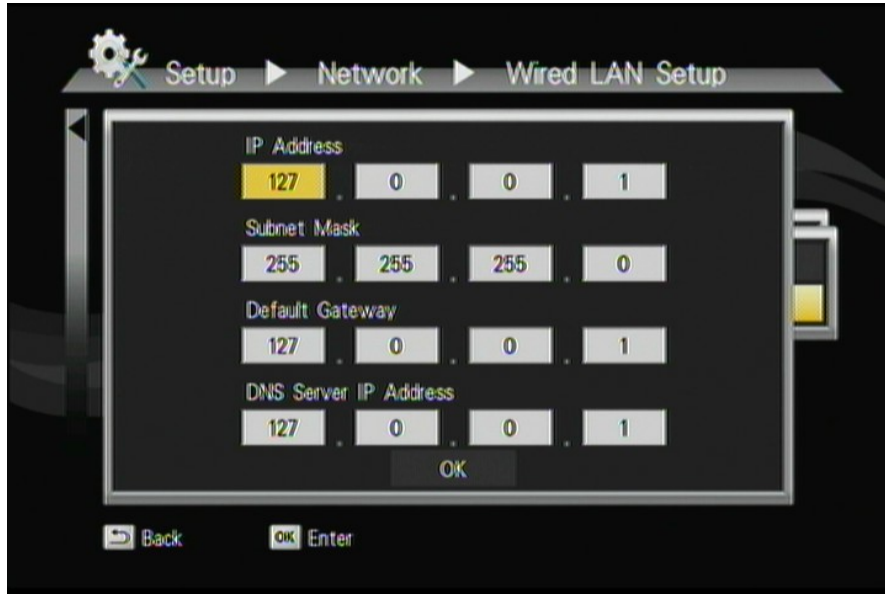 Setup ▶ Network ▶ Wired LAN Setup
IP Address
127 . 0 . 0 . 1
Subnet Mask
255 . 255 . 255 . 0
Default Gateway
127 . 0 . 0 . 1
DNS Server IP Address
127 . 0 . 0 . 1
OK
Back OK Enter